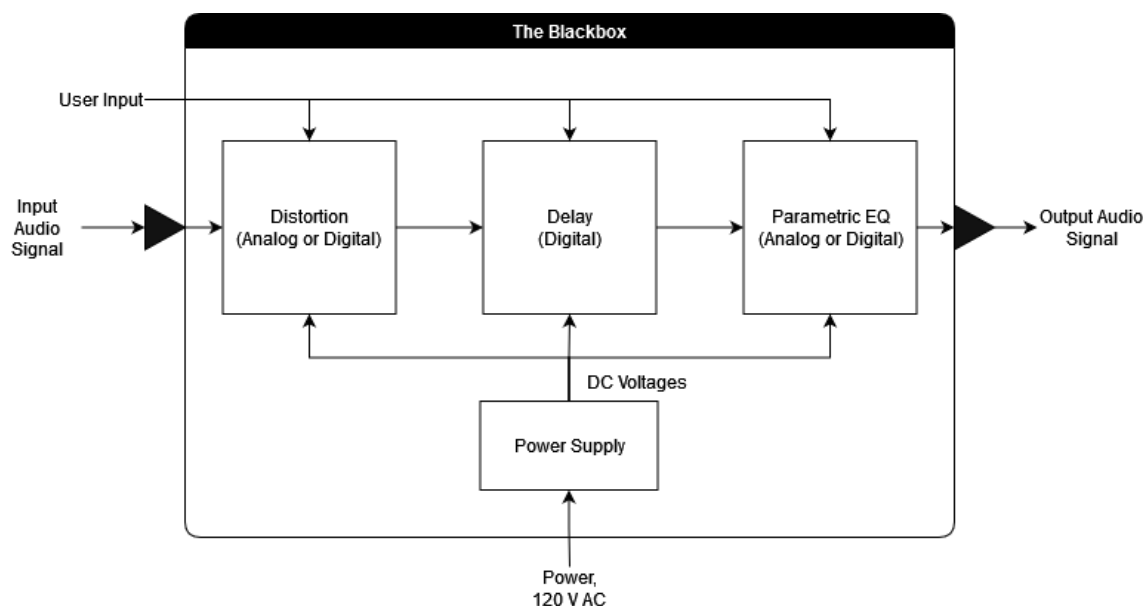 The Blackbox
User Input
Input
Audio
Signal
Distortion
(Analog or Digital)
Delay
(Digital)
Parametric EQ
(Analog or Digital)
Output Audio
Signal
DC Voltages
Power Supply
Power,
120 V AC